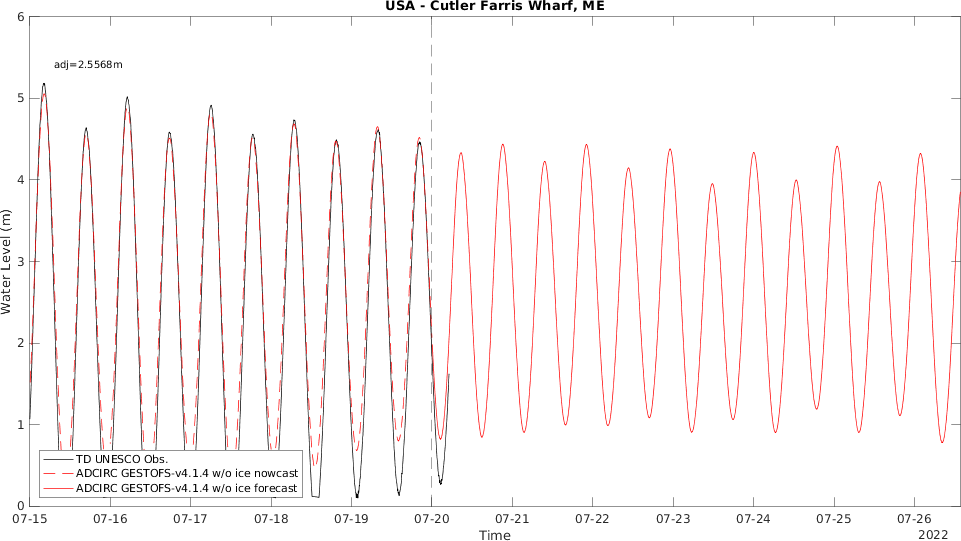 USA - Cutler Farris Wharf, ME
adj=2.5568m
6
5
4
3
2
1
0
Water Level (m)
TD UNESCO Obs.
ADCIRC GESTOFS-v4.1.4 w/o ice nowcast
ADCIRC GESTOFS-v4.1.4 w/o ice forecast
07-15 07-16 07-17 07-18 07-19 07-20 07-21 07-22 07-23 07-24 07-25 07-26
Time
2022